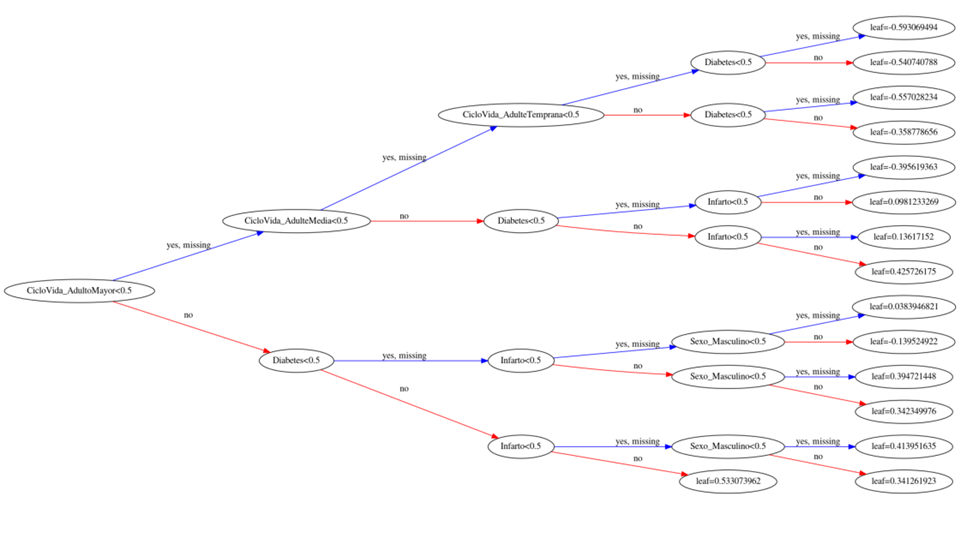 CicloVida_AdultoMayor<0.5
yes, missing
no
CicloVida_AdulteMedia<0.5
yes, missing
no
CicloVida_AdulteTemprana<0.5
yes, missing
no
Diabetes<0.5
yes, missing
no
leaf=-0.593069494
leaf=-0.540740788
Diabetes<0.5
yes, missing
no
leaf=-0.557028234
leaf=-0.358778656
Diabetes<0.5
yes, missing
no
Infarto<0.5
yes, missing
no
leaf=-0.395619363
leaf=0.0981233269
Infarto<0.5
yes, missing
no
leaf=0.13617152
leaf=0.425726175
Diabetes<0.5
yes, missing
no
Infarto<0.5
yes, missing
no
Sexo_Masculino<0.5
yes, missing
no
leaf=0.0383946821
leaf=-0.139524922
Sexo_Masculino<0.5
yes, missing
no
leaf=0.394721448
leaf=0.342349976
Infarto<0.5
yes, missing
no
Sexo_Masculino<0.5
yes, missing
no
leaf=0.413951635
leaf=0.341261923
leaf=0.533073962